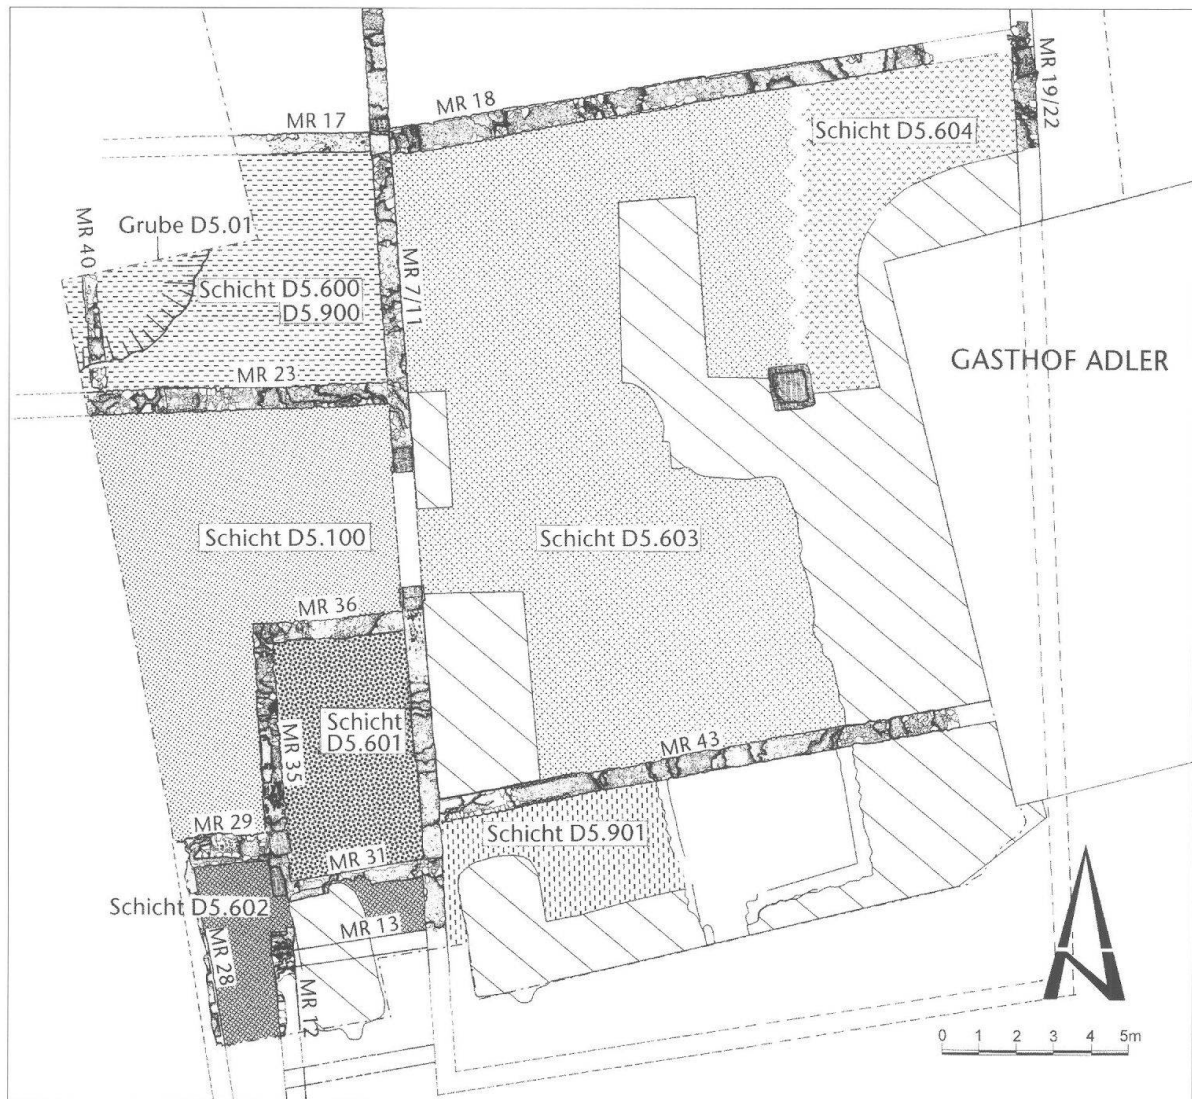 MR 18
MR 19/22
MR 17
Schicht D5.604
MR 40
Grube D5.01
MR 7/11
Schicht D5.600
D5.900
GASTHOF ADLER
MR 23
Schicht D5.100
Schicht D5.603
MR 36
Schicht
D5.601
MR 35
MR 43
MR 29
Schicht D5.901
MR 31
Schicht D5.602
MR 13
MR 28
MR 12
0 1 2 3 4 5m